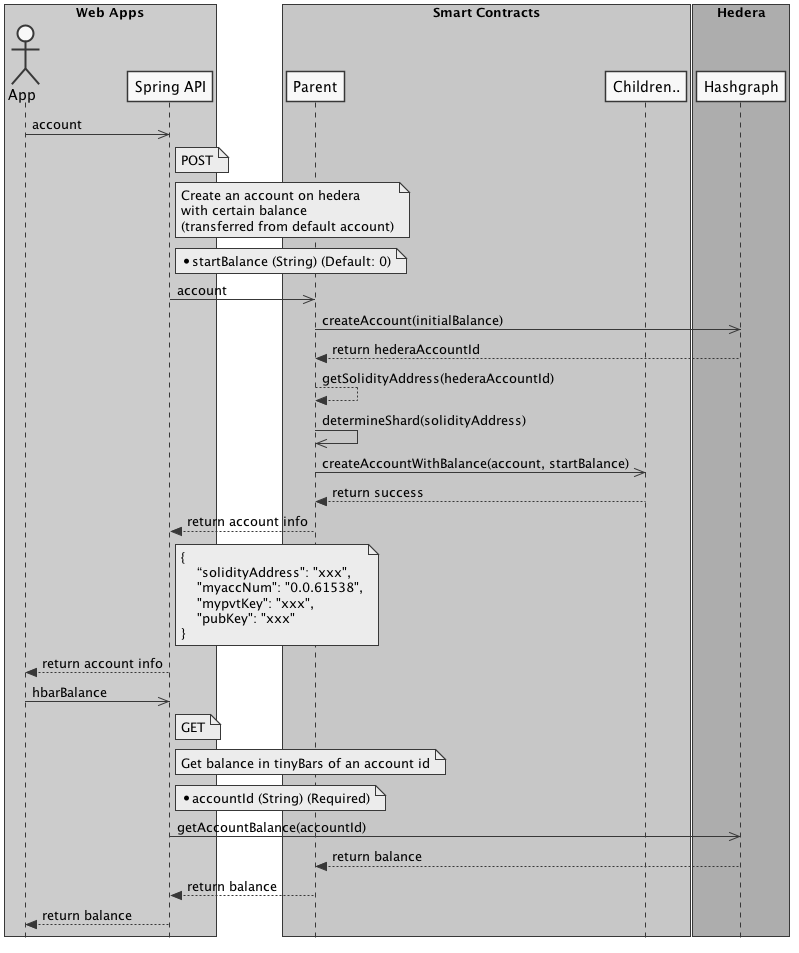 Web Apps
Smart Contracts
Hedera
App
Spring API
Parent
Children..
Hashgraph
account
POST
Create an account on hedera
with certain balance
(transferred from default account)
• startBalance (String) (Default: 0)
account
createAccount(initialBalance)
return hederaAccountId
getSolidityAddress(hederaAccountId)
determineShard(solidityAddress)
createAccountWithBalance(account, startBalance)
return success
return account info
{
“solidityAddress": "xxx",
"myaccNum": "0.0.61538",
"mypvtKey": "xxx",
"pubKey": "xxx"
}
return account info
hbarBalance
GET
Get balance in tinyBars of an account id
• accountId (String) (Required)
getAccountBalance(accountId)
return balance
return balance
return balance